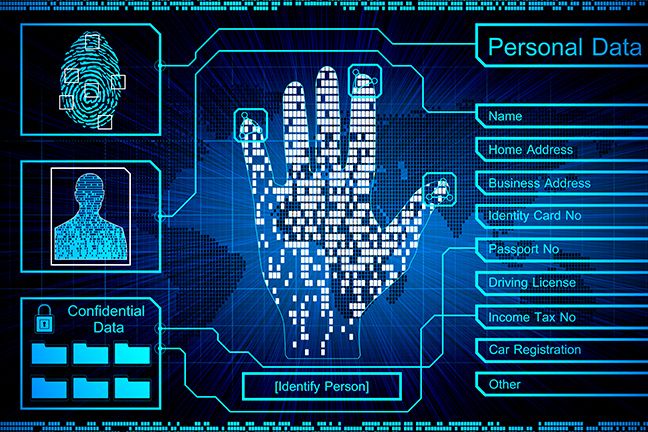 Personal Data
Name
Home Address
Business Address
Identity Card No
Passport No
Driving License
Income Tax No
Car Registration
Other
Confidential
Data
[Identify Person]